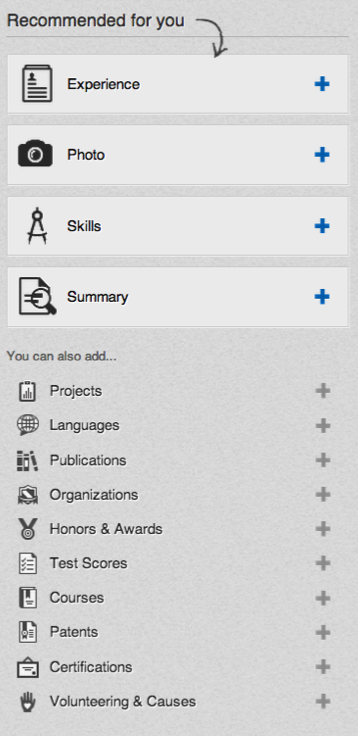 Recommended for you
Experience
Photo
Skills
Summary
You can also add...
Projects
Languages
Publications
Organizations
Honors & Awards
Test Scores
Courses
Patents
Certifications
Volunteering & Causes